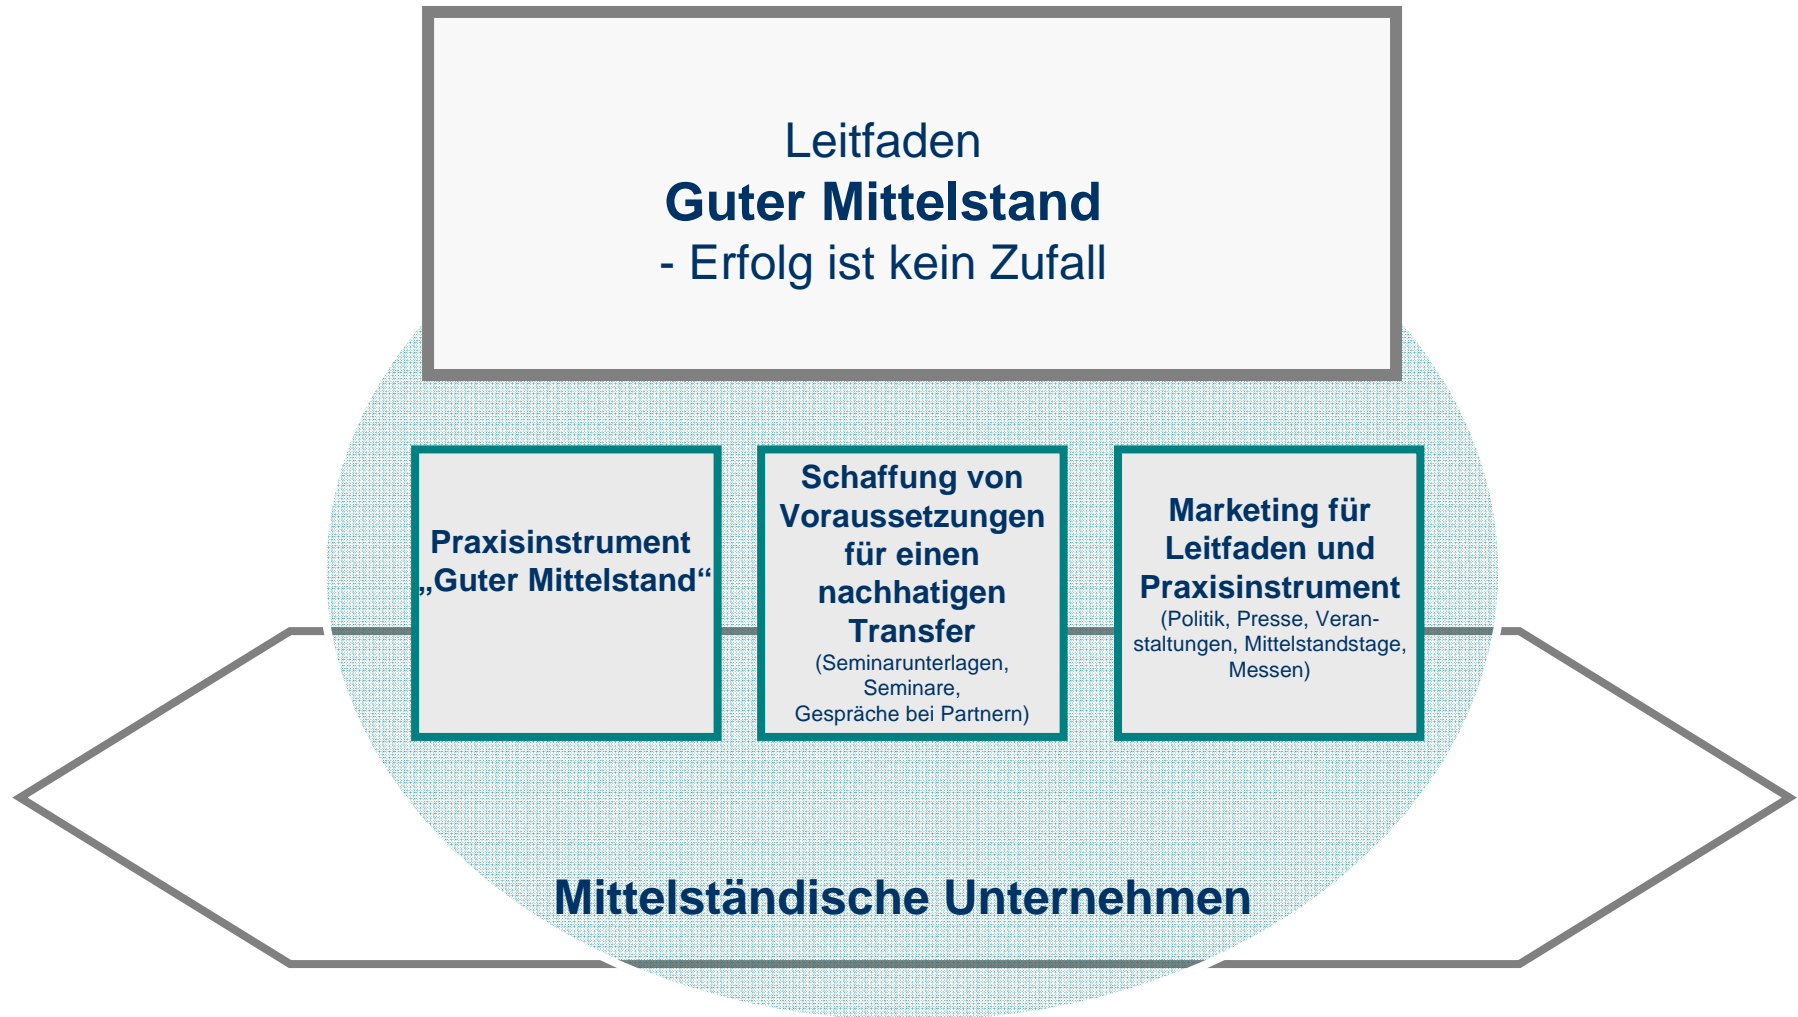 Leitfaden
Guter Mittelstand
- Erfolg ist kein Zufall
Praxisinstrument
„Guter Mittelstand“
Schaffung von
Voraussetzungen
für einen
nachhatigen
Transfer
(Seminarunterlagen,
Seminare,
Gespräche bei Partnern)
Marketing für
Leitfaden und
Praxisinstrument
(Politik, Presse, Veran-
staltungen, Mittelstandstage,
Messen)
Mittelständische Unternehmen